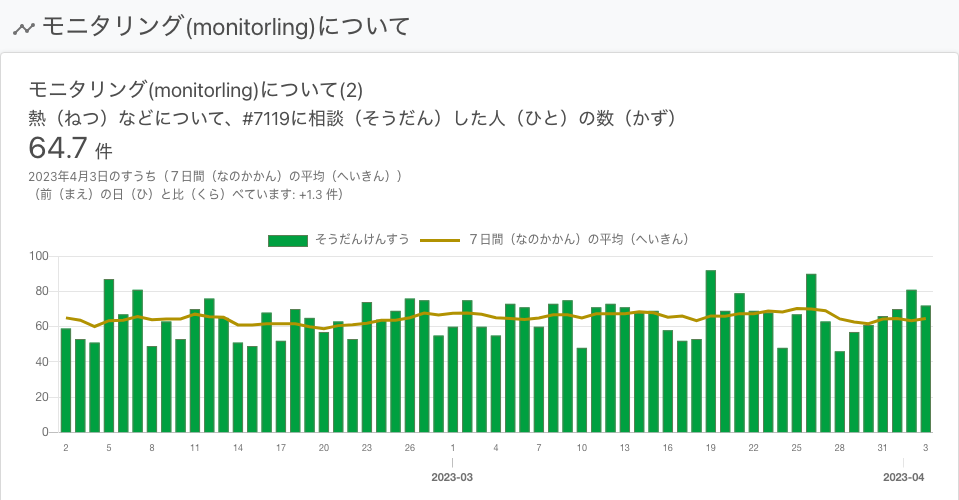 モニタリング(monitorling)について
モニタリング(monitorling)について(2)
熱（ねつ）などについて、#7119に相談（そうだん）した人（ひと）の数（かず）
64.7 件
2023年4月3日のすうち（７日間（なのかかん）の平均（へいきん））
（前（まえ）の日（ひ）と比（くら）べています: +1.3 件）
そうだんけんすう ７日間（なのかかん）の平均（へいきん）
100
80
60
40
20
0
2 5 8 11 14 17 20 23 26 1 4 7 10 13 16 19 22 25 28 31 3
2023-03 2023-04